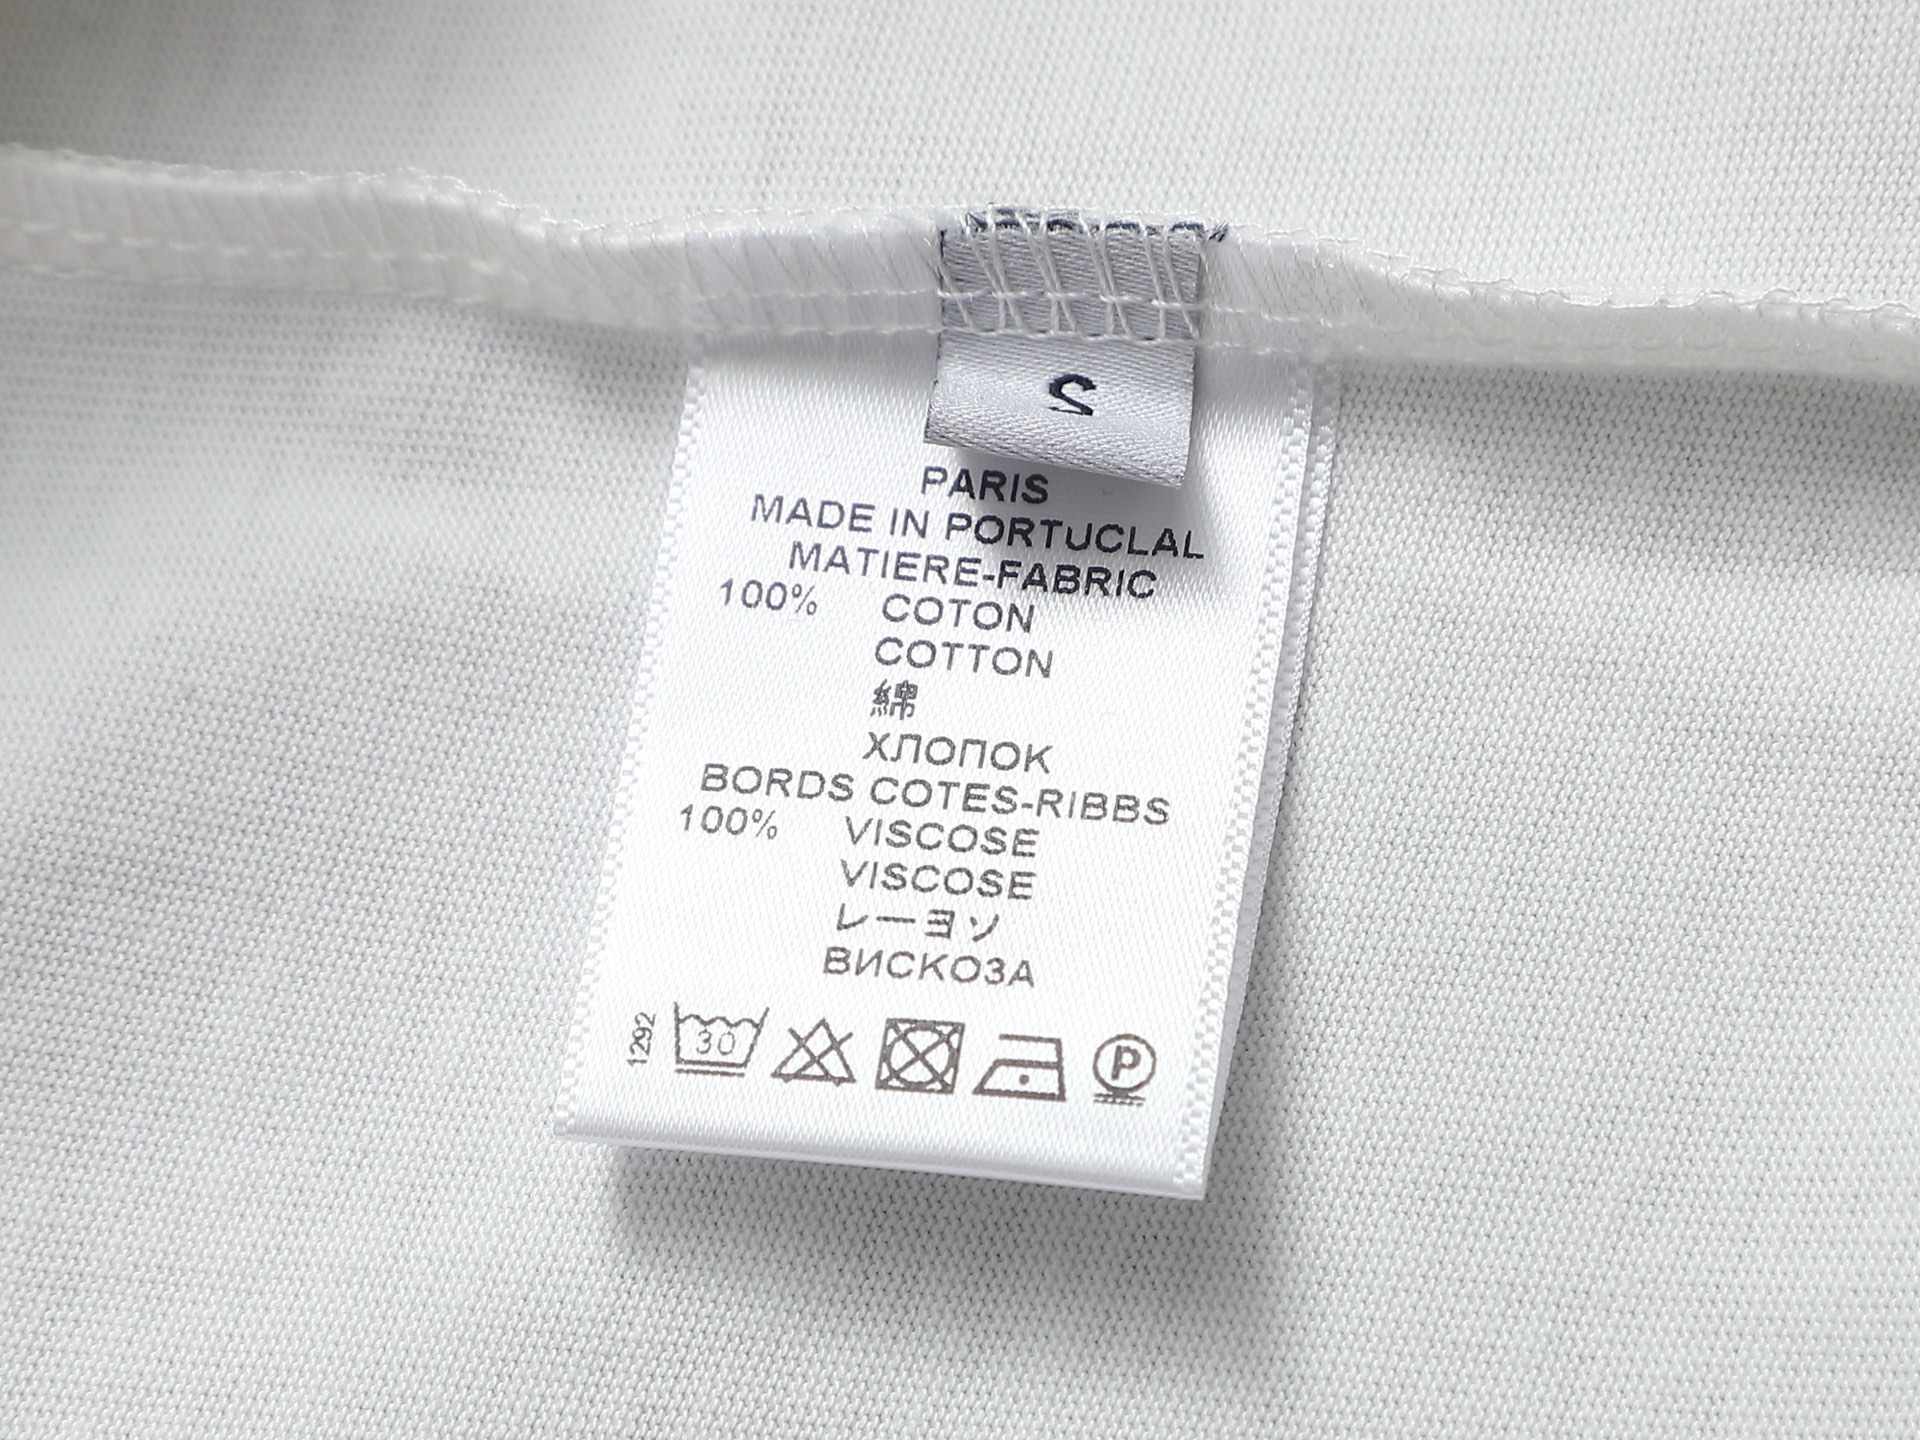 S
PARIS
MADE IN PORTUCLAL
MATIERE-FABRIC
100% COTON
COTTON
綿
ХЛОПОК
BORDS COTES-RIBBS
100% VISCOSE
VISCOSE
レーヨソ
ВИСКОЗА
1292
30
P